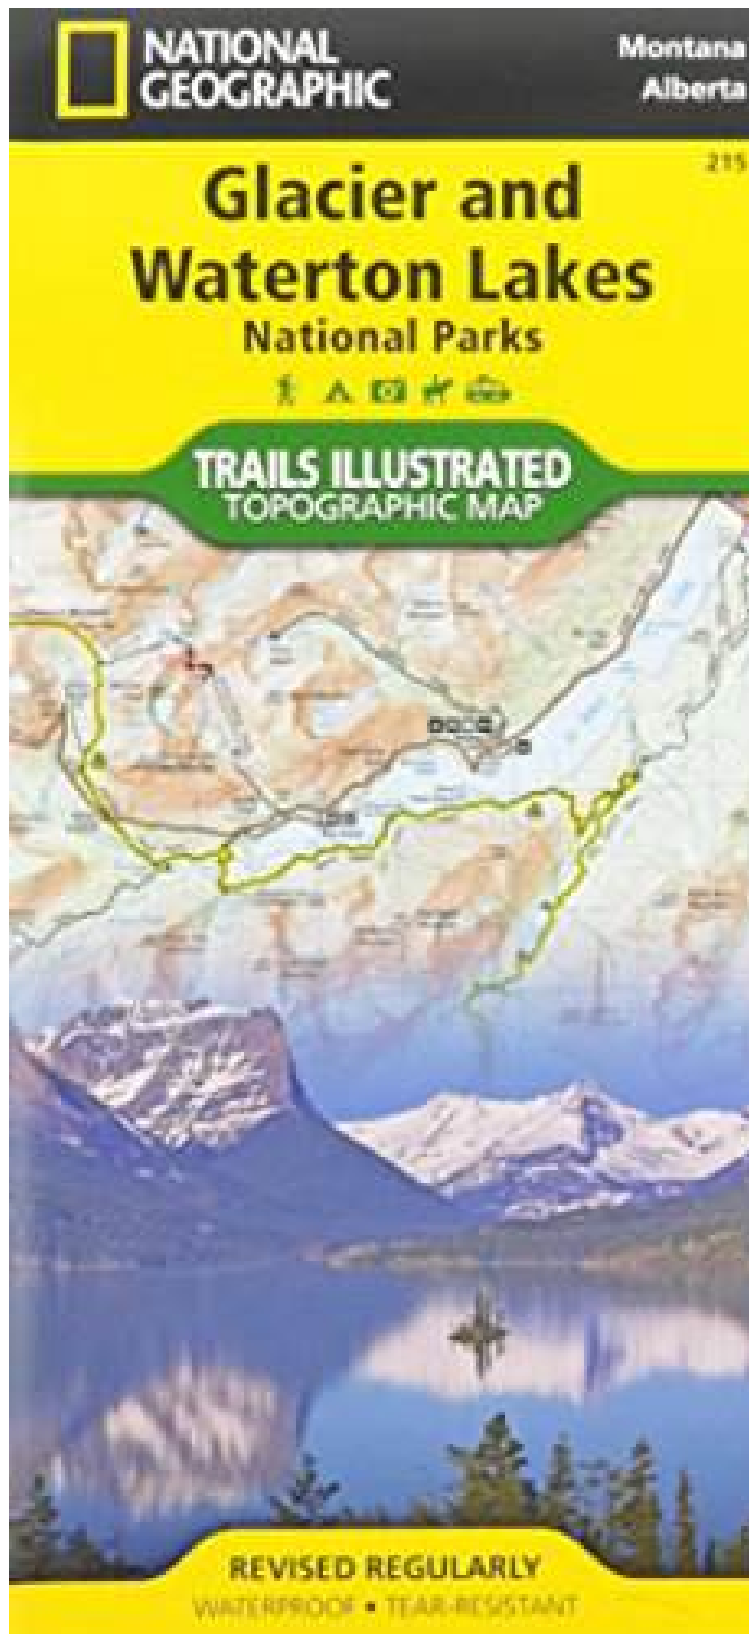 NATIONAL
GEOGRAPHIC
Montana
Alberta
215
Glacier and
Waterton Lakes
National Parks
TRAILS ILLUSTRATED
TOPOGRAPHIC MAP
REVISED REGULARLY
WATERPROOF • TEAR-RESISTANT